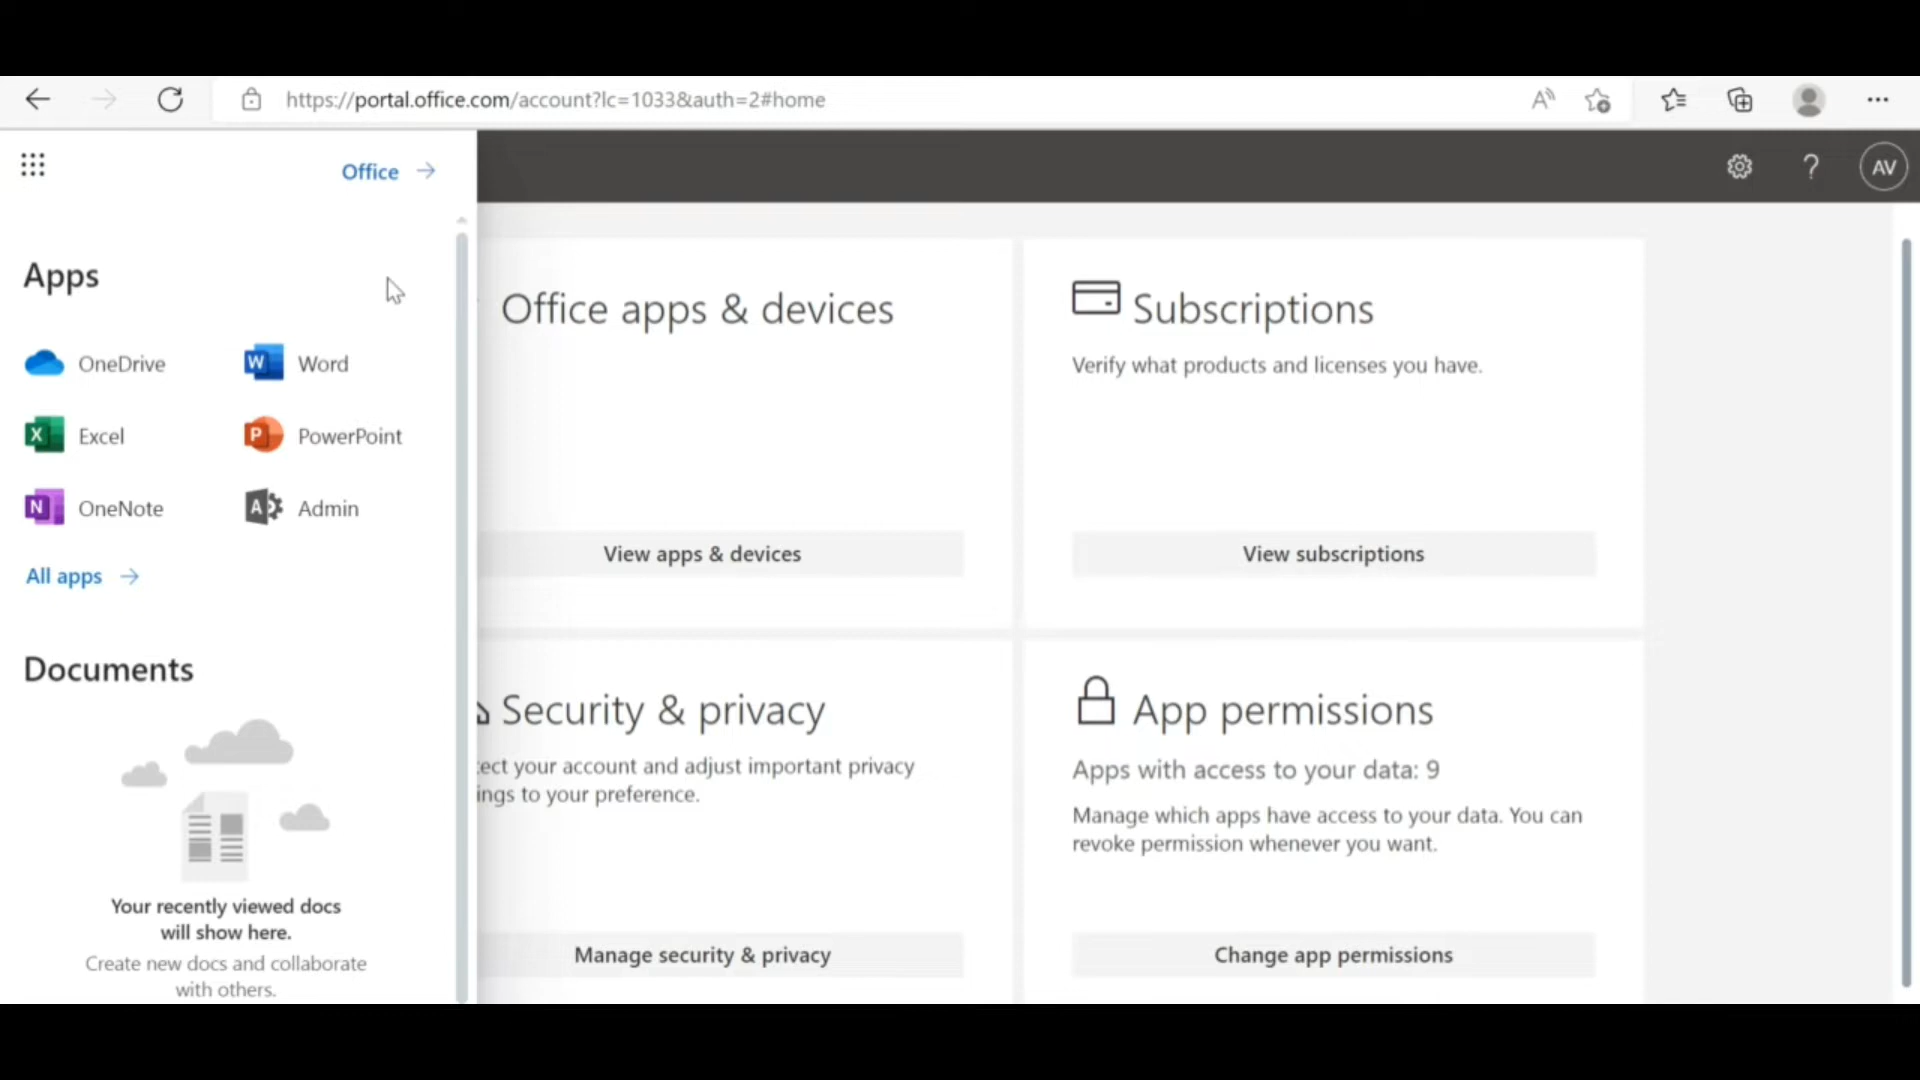 https://portal.office.com/account?lc=1033&auth=2#home
Office
AV
Apps
OneDrive
Word
Excel
PowerPoint
OneNote
Admin
All apps
Documents
Your recently viewed docs
will show here.
Create new docs and collaborate
with others.
Office apps & devices
View apps & devices
Subscriptions
Verify what products and licenses you have.
View subscriptions
Security & privacy
ect your account and adjust important privacy
ings to your preference.
Manage security & privacy
App permissions
Apps with access to your data: 9
Manage which apps have access to your data. You can
revoke permission whenever you want.
Change app permissions